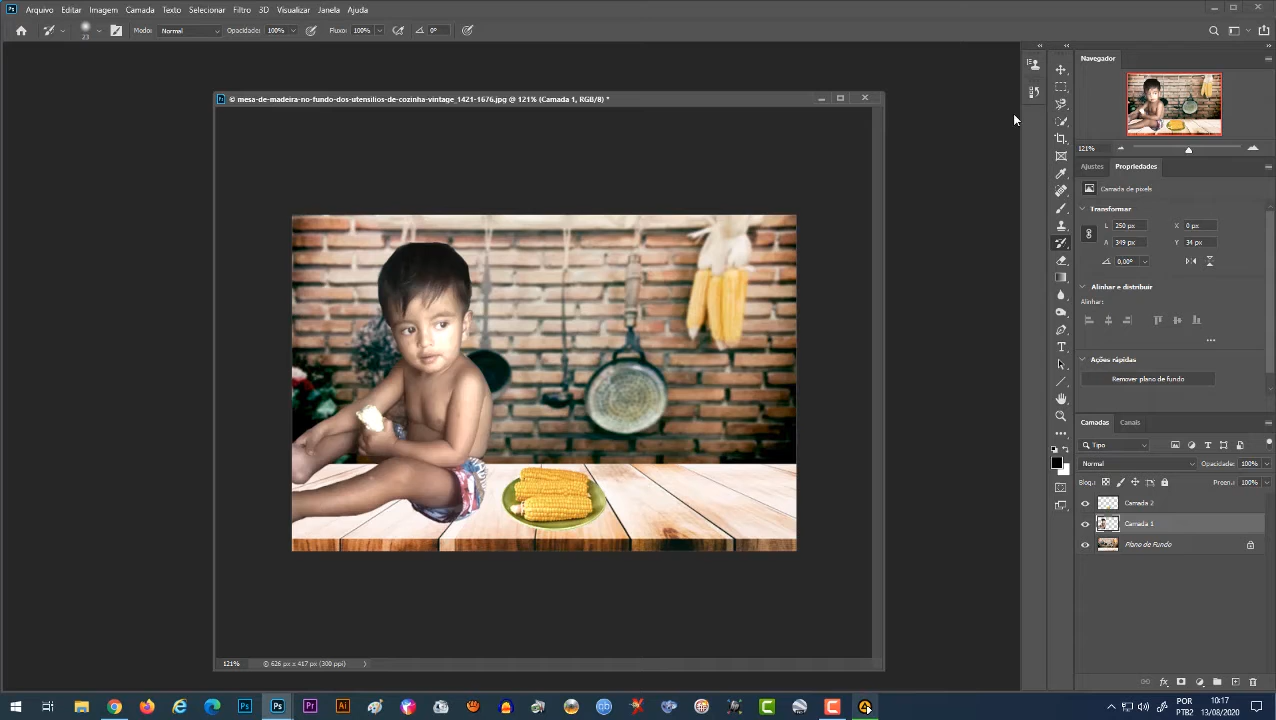 Arquivo Editar Imagem Camada Texto Selecionar Filtro 3D Visualizar Janela Ajuda
23 Modo: Normal Opacidade: 100% Fluxo: 100% 0°
© mesa-de-madeira-no-fundo-dos-utensilios-de-cozinha-vintage_1421-1676.jpg @ 121% (Camada 1, RGB/8) *
Navegador
121%
Ajustes Propriedades
Camada de pixels
Transformar
L 250 px X 0 px
A 349 px Y 34 px
0,00°
Alinhar e distribuir
Alinhar:
Ações rápidas
Remover plano de fundo
Camadas Canais
Tipo
Normal Opacidade: 100%
Bloq.: Preenc.: 100%
Camada 2
Camada 1
Plano de Fundo
121% © 626 px x 417 px (300 ppi)
POR 10:17
PTB2 13/08/2020